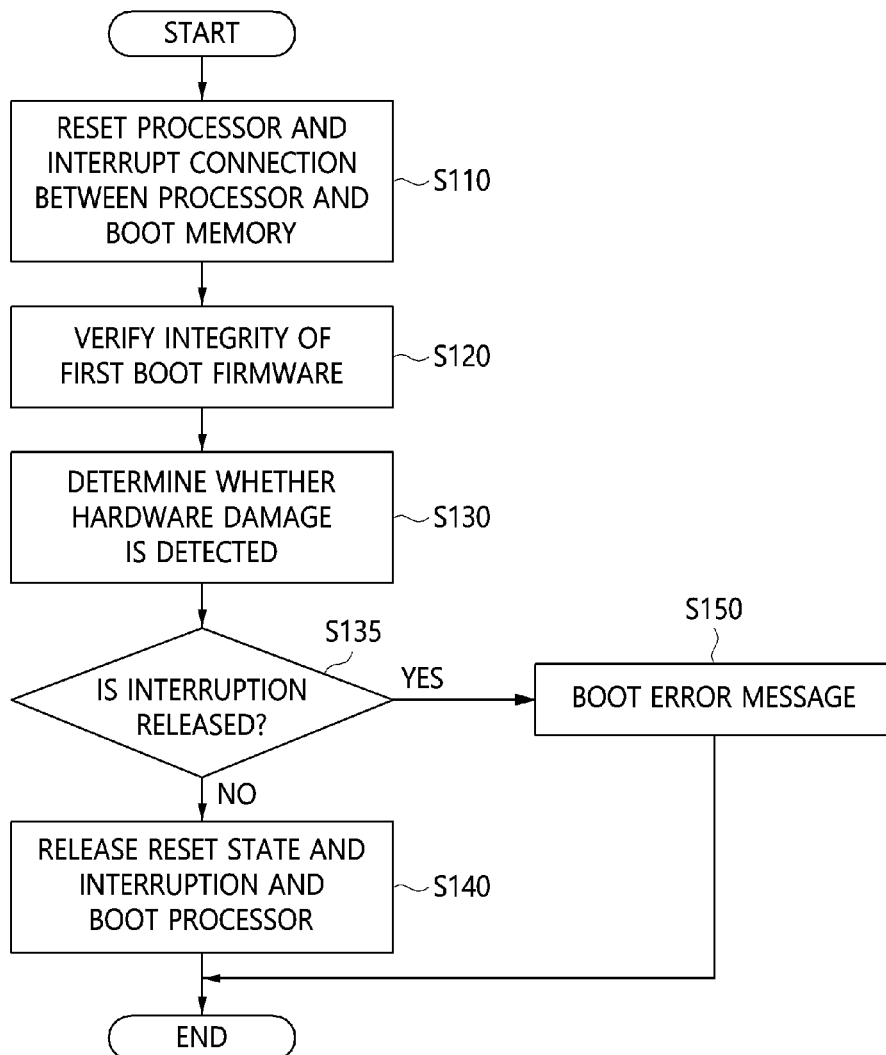 START
RESET PROCESSOR AND
INTERRUPT CONNECTION
BETWEEN PROCESSOR AND
BOOT MEMORY
S110
VERIFY INTEGRITY OF
FIRST BOOT FIRMWARE
S120
DETERMINE WHETHER
HARDWARE DAMAGE
IS DETECTED
S130
S135
IS INTERRUPTION
RELEASED?
YES
S150
BOOT ERROR MESSAGE
NO
RELEASE RESET STATE AND
INTERRUPTION AND
BOOT PROCESSOR
S140
END